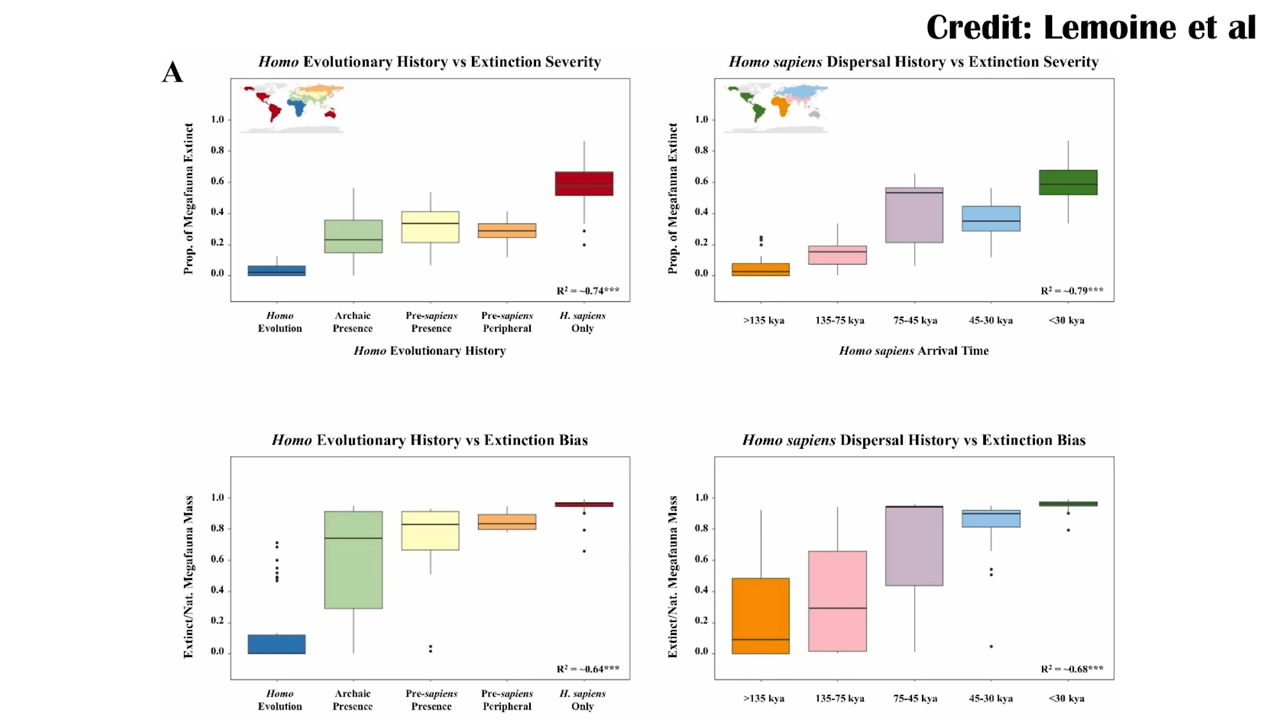 Credit: Lemoine et al
A
Homo Evolutionary History vs Extinction Severity
Prop. of Megafauna Extinct
1.0
0.8
0.6
0.4
0.2
0.0
R² = ~0.74***
Homo Evolution
Archaic Presence
Pre-sapiens Presence
Pre-sapiens Peripheral
H. sapiens Only
Homo Evolutionary History
Homo sapiens Dispersal History vs Extinction Severity
Prop. of Megafauna Extinct
1.0
0.8
0.6
0.4
0.2
0.0
R² = ~0.79***
>135 kya
135-75 kya
75-45 kya
45-30 kya
<30 kya
Homo sapiens Arrival Time
Homo Evolutionary History vs Extinction Bias
Extinct/Nat. Megafauna Mass
1.0
0.8
0.6
0.4
0.2
0.0
R² = ~0.64***
Homo Evolution
Archaic Presence
Pre-sapiens Presence
Pre-sapiens Peripheral
H. sapiens Only
Homo sapiens Dispersal History vs Extinction Bias
Extinct/Nat. Megafauna Mass
1.0
0.8
0.6
0.4
0.2
0.0
R² = ~0.68***
>135 kya
135-75 kya
75-45 kya
45-30 kya
<30 kya